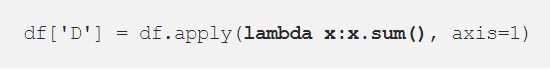 df['D'] = df.apply(lambda x:x.sum(), axis=1)